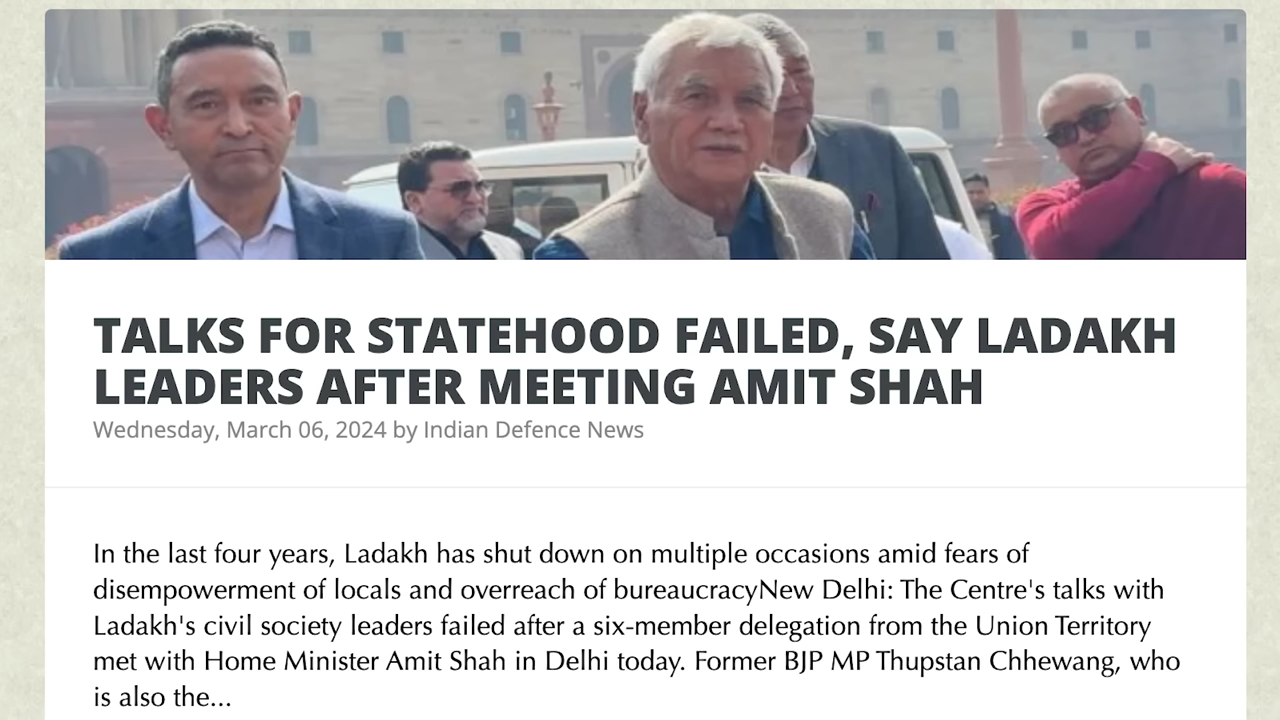 TALKS FOR STATEHOOD FAILED, SAY LADAKH
LEADERS AFTER MEETING AMIT SHAH
Wednesday, March 06, 2024 by Indian Defence News
In the last four years, Ladakh has shut down on multiple occasions amid fears of
disempowerment of locals and overreach of bureaucracyNew Delhi: The Centre's talks with
Ladakh's civil society leaders failed after a six-member delegation from the Union Territory
met with Home Minister Amit Shah in Delhi today. Former BJP MP Thupstan Chhewang, who
is also the...